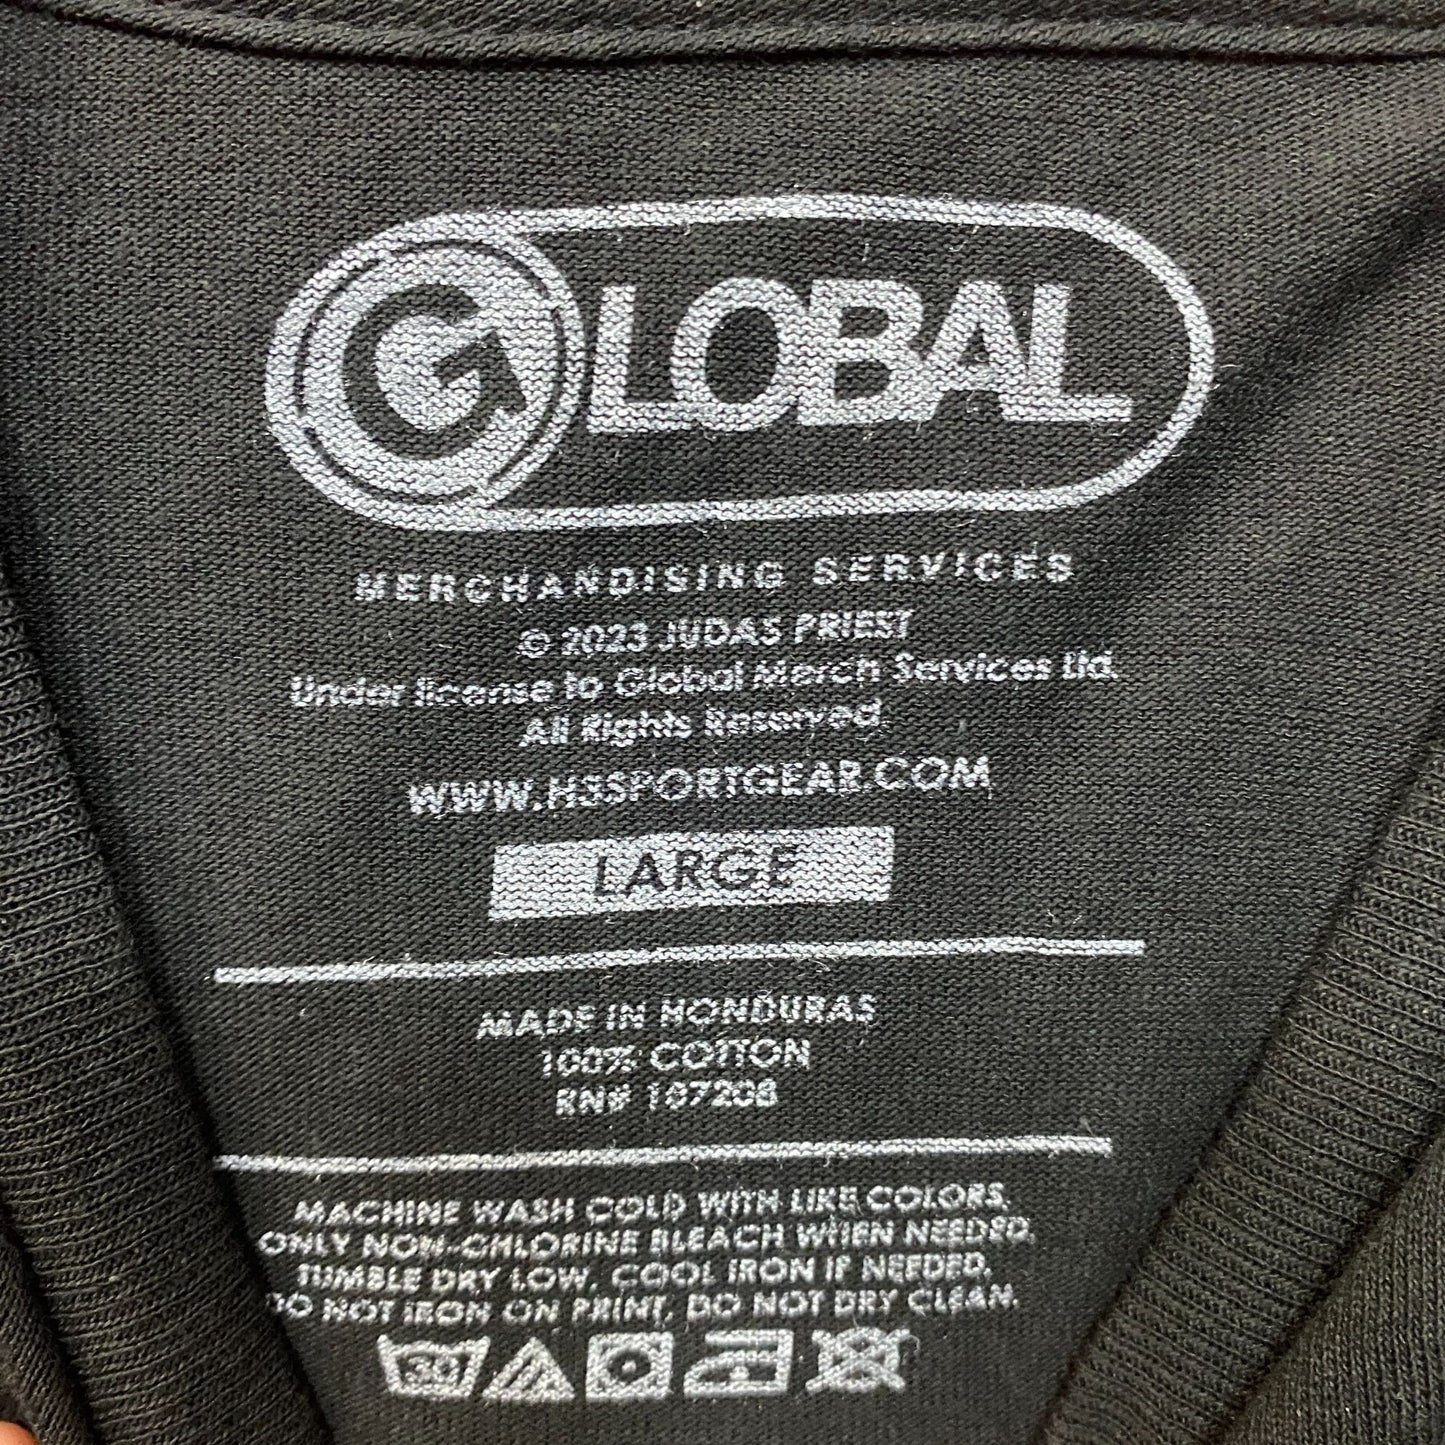 GLOBAL
MERCHANDISING SERVICES
© 2023 JUDAS PRIEST
Under license to Global Merch Services Ltd.
All Rights Reserved.
WWW.HSSPORTGEAR.COM
LARGE
MADE IN HONDURAS
100% COTTON
RN# 107208
MACHINE WASH COLD WITH LIKE COLORS.
ONLY NON-CHLORINE BLEACH WHEN NEEDED.
TUMBLE DRY LOW. COOL IRON IF NEEDED.
DO NOT IRON ON PRINT, DO NOT DRY CLEAN.
30